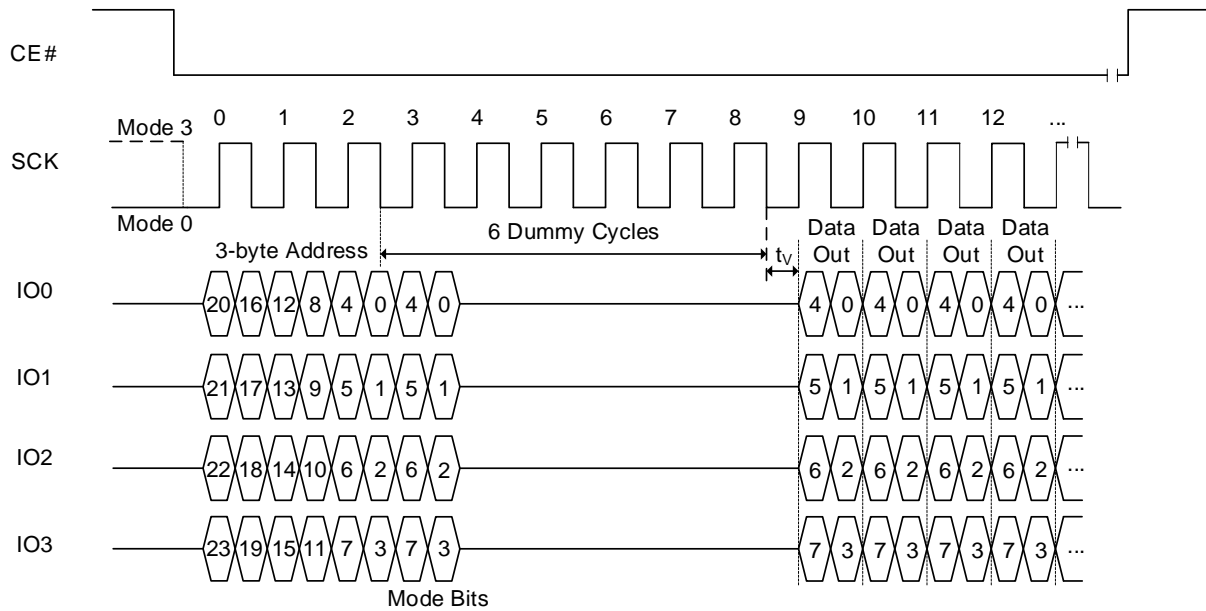 CE#
0 1 2 3 4 5 6 7 8 9 10 11 12 ...
Mode 3
SCK
Mode 0
3-byte Address
6 Dummy Cycles
tV
Data Out
Data Out
Data Out
Data Out
IO0 20 16 12 8 4 0 4 0 4 0 4 0 4 0 4 0 ...
IO1 21 17 13 9 5 1 5 1 5 1 5 1 5 1 5 1 ...
IO2 22 18 14 10 6 2 6 2 6 2 6 2 6 2 6 2 ...
IO3 23 19 15 11 7 3 7 3 7 3 7 3 7 3 7 3 ...
Mode Bits